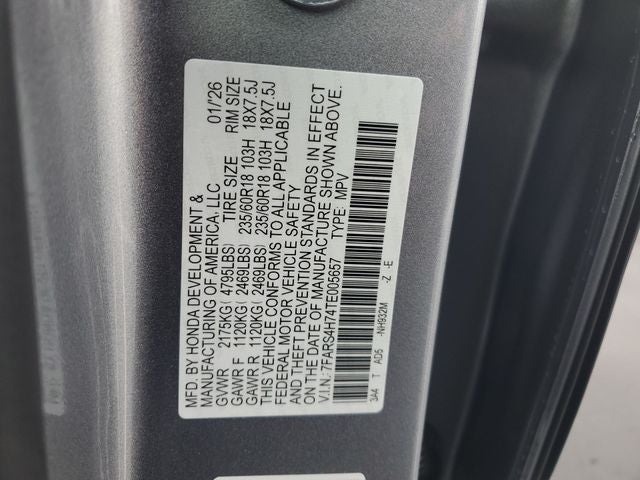 MFD. BY HONDA DEVELOPMENT &
MANUFACTURING OF AMERICA, LLC 01/'26
GVWR 2175KG( 4795LBS) TIRE SIZE RIM SIZE
GAWR F 1120KG( 2469LBS) 235/60R18 103H 18X7.5J
GAWR R 1120KG( 2469LBS) 235/60R18 103H 18X7.5J
THIS VEHICLE CONFORMS TO ALL APPLICABLE
FEDERAL MOTOR VEHICLE SAFETY
AND THEFT PREVENTION STANDARDS IN EFFECT
ON THE DATE OF MANUFACTURE SHOWN ABOVE.
V.I.N.: 7FARS4H74TE005657 TYPE: MPV
3A4 T AD5 -NH932M -Z -E